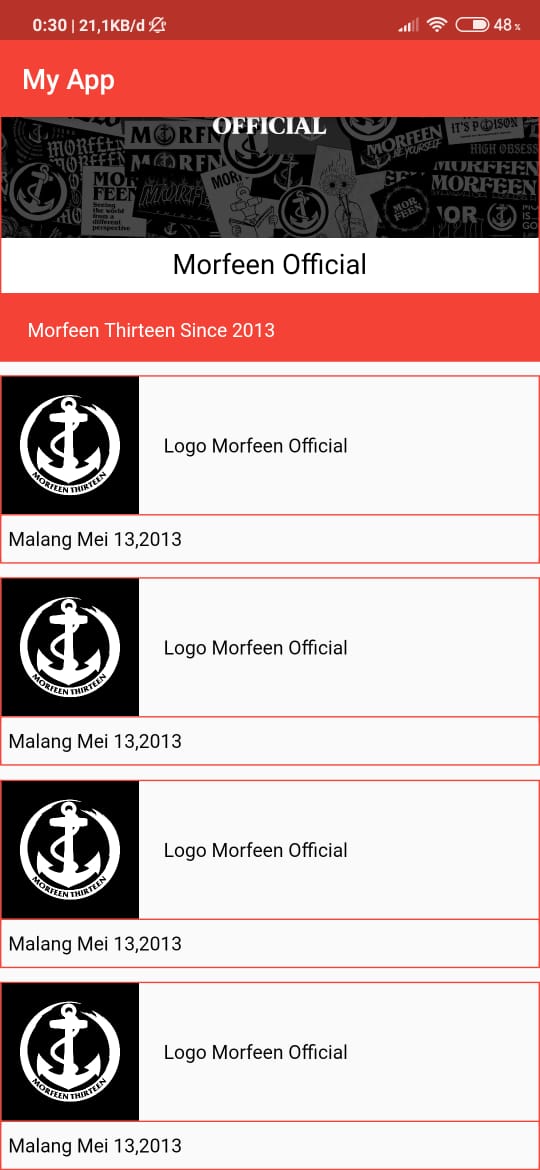 0:30 | 21,1KB/d
48%
My App
OFFICIAL
MORFEEN
MORFEEN
BE YOURSELF
IT'S POISON
HIGH OBSESS
MORFEEN
MORFEEN
MOR
FEEN
Seeing
the world
from a
different
perspective
MOR
FEEN
Morfeen Official
Morfeen Thirteen Since 2013
MORFEEN THIRTEEN
Logo Morfeen Official
Malang Mei 13,2013
MORFEEN THIRTEEN
Logo Morfeen Official
Malang Mei 13,2013
MORFEEN THIRTEEN
Logo Morfeen Official
Malang Mei 13,2013
MORFEEN THIRTEEN
Logo Morfeen Official
Malang Mei 13,2013